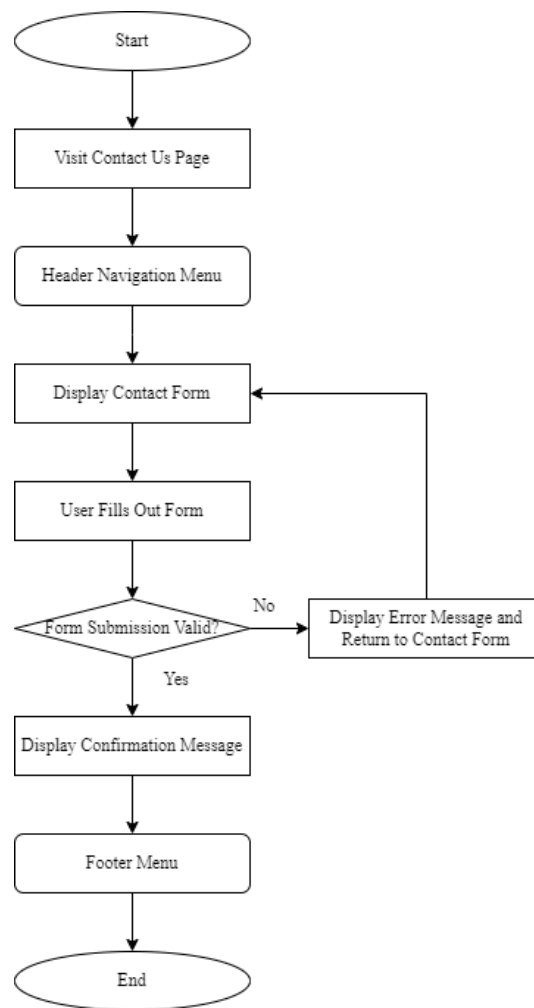 Start
Visit Contact Us Page
Header Navigation Menu
Display Contact Form
User Fills Out Form
Form Submission Valid?
No
Display Error Message and
Return to Contact Form
Yes
Display Confirmation Message
Footer Menu
End